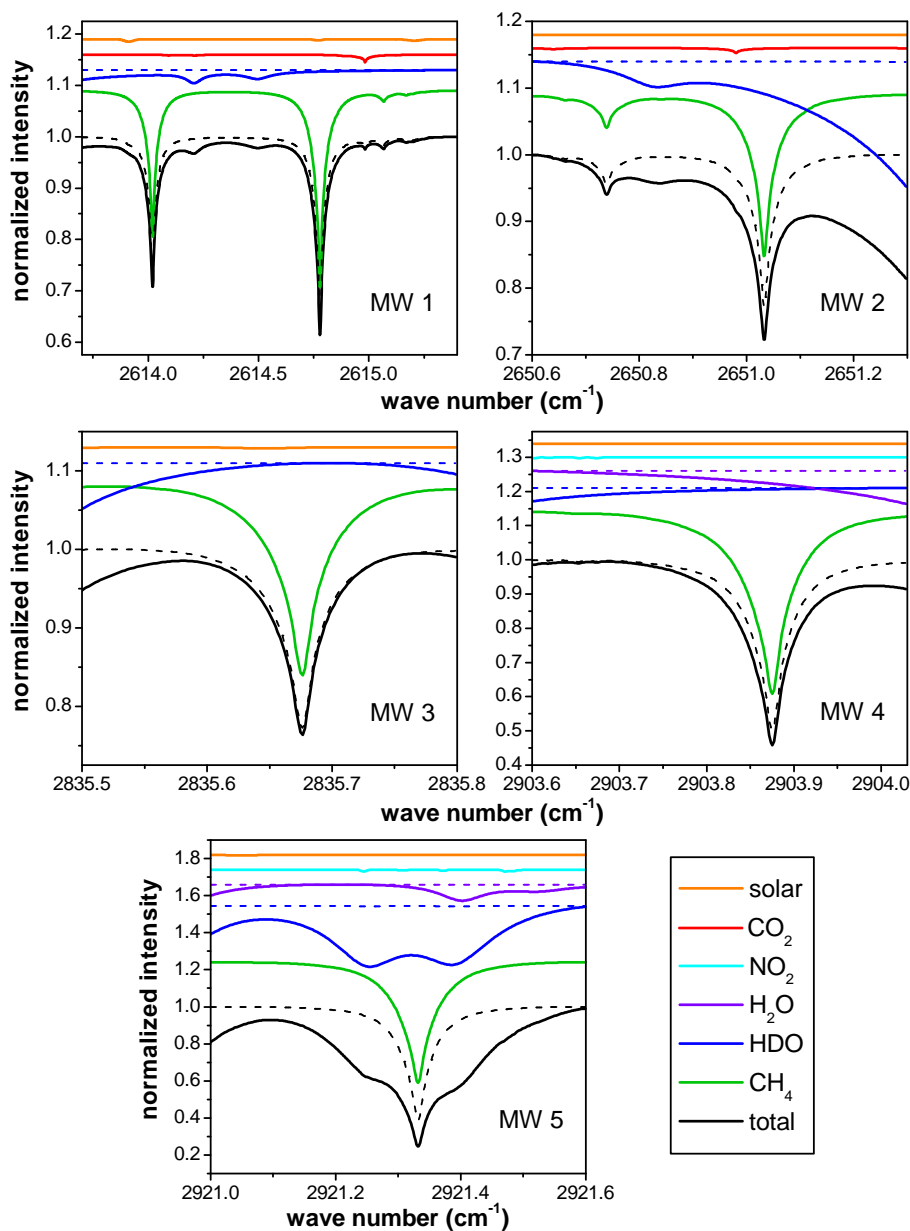 1.2
1.1
1.0
0.9
0.8
0.7
0.6
normalized intensity
MW 1
2614.0 2614.5 2615.0
1.2
1.1
1.0
0.9
0.8
0.7
MW 2
2650.6 2650.8 2651.0 2651.2
wave number (cm⁻¹)
1.1
1.0
0.9
0.8
normalized intensity
MW 3
2835.5 2835.6 2835.7 2835.8
1.3
1.2
1.1
1.0
0.9
0.8
0.7
0.6
0.5
0.4
MW 4
2903.6 2903.7 2903.8 2903.9 2904.0
wave number (cm⁻¹)
1.8
1.6
1.4
1.2
1.0
0.8
0.6
0.4
0.2
normalized intensity
MW 5
2921.0 2921.2 2921.4 2921.6
wave number (cm⁻¹)
solar
CO₂
NO₂
H₂O
HDO
CH₄
total